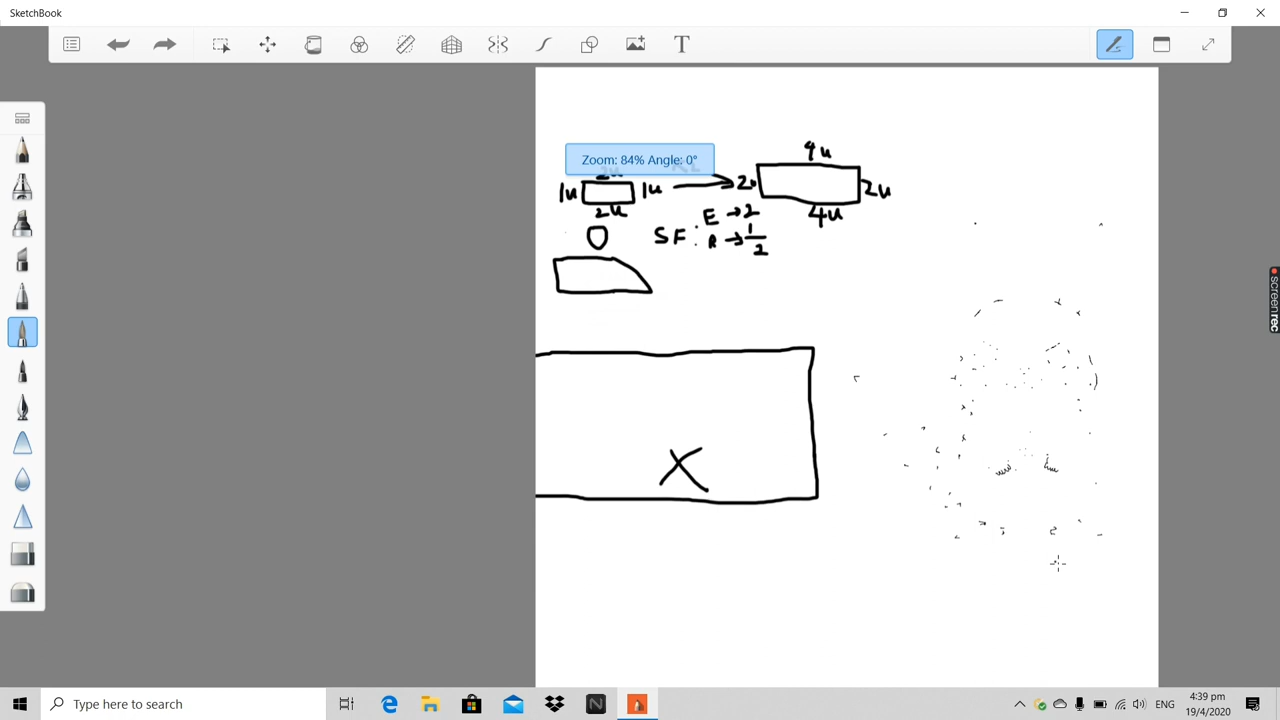 SketchBook
T
4u
Zoom: 84% Angle: 0°
1u 1u 2u
2u 4u
E → 2
SF: R → 1/2
X
screenrec
Type here to search
N
ENG
4:39 pm
19/4/2020